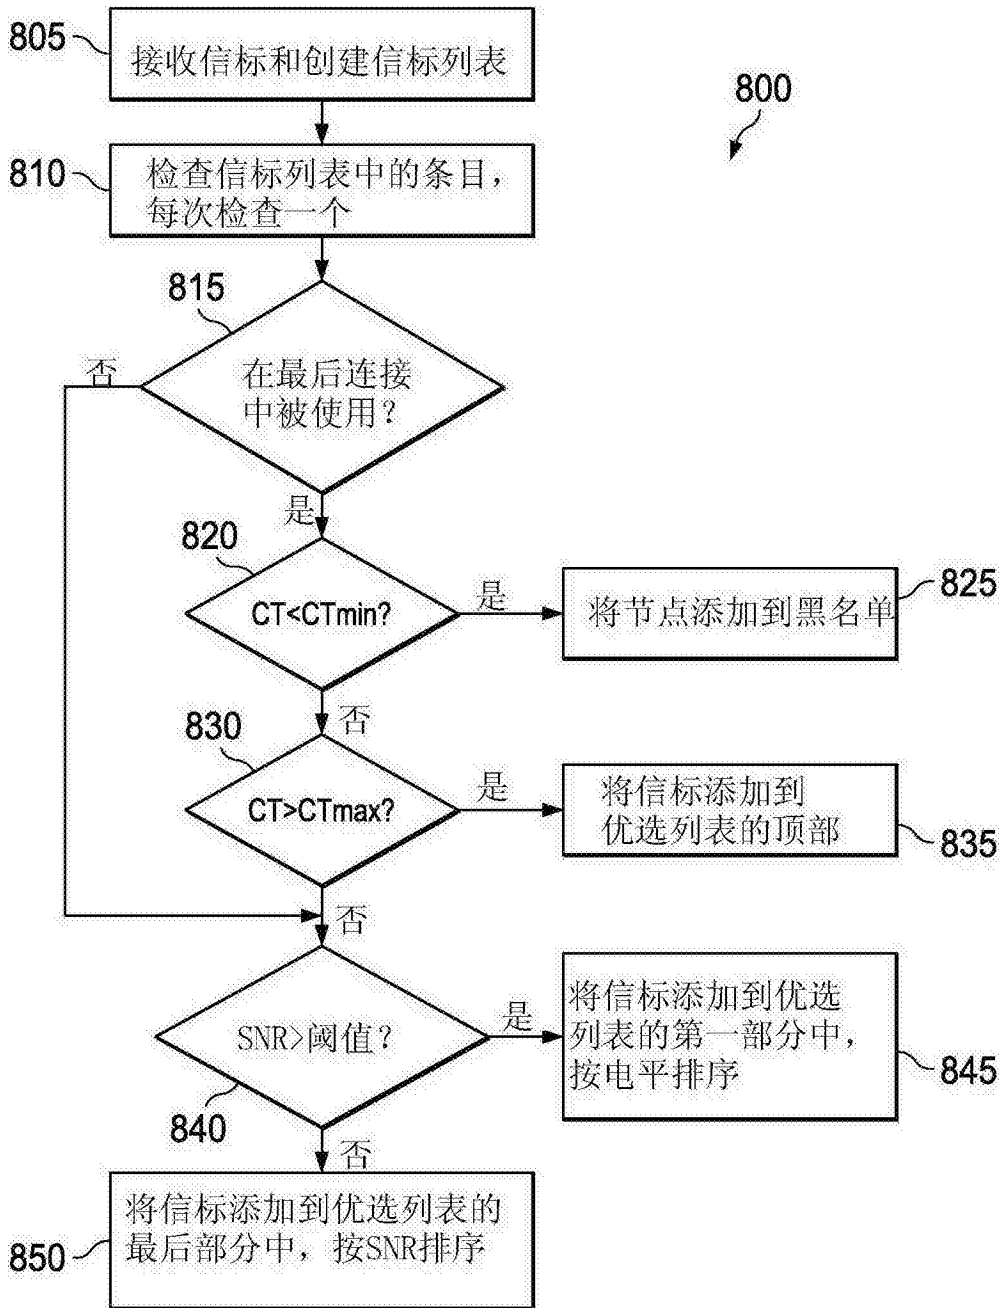 805
接收信标和创建信标列表
800
810
检查信标列表中的条目，
每次检查一个
815
否
在最后连接
中被使用？
是
820
CT<CTmin?
是
将节点添加到黑名单
825
否
830
CT>CTmax?
是
将信标添加到
优选列表的顶部
835
否
SNR>阈值？
是
将信标添加到优选
列表的第一部分中，
按电平排序
845
840
否
将信标添加到优选列表的
最后部分中，按SNR排序
850